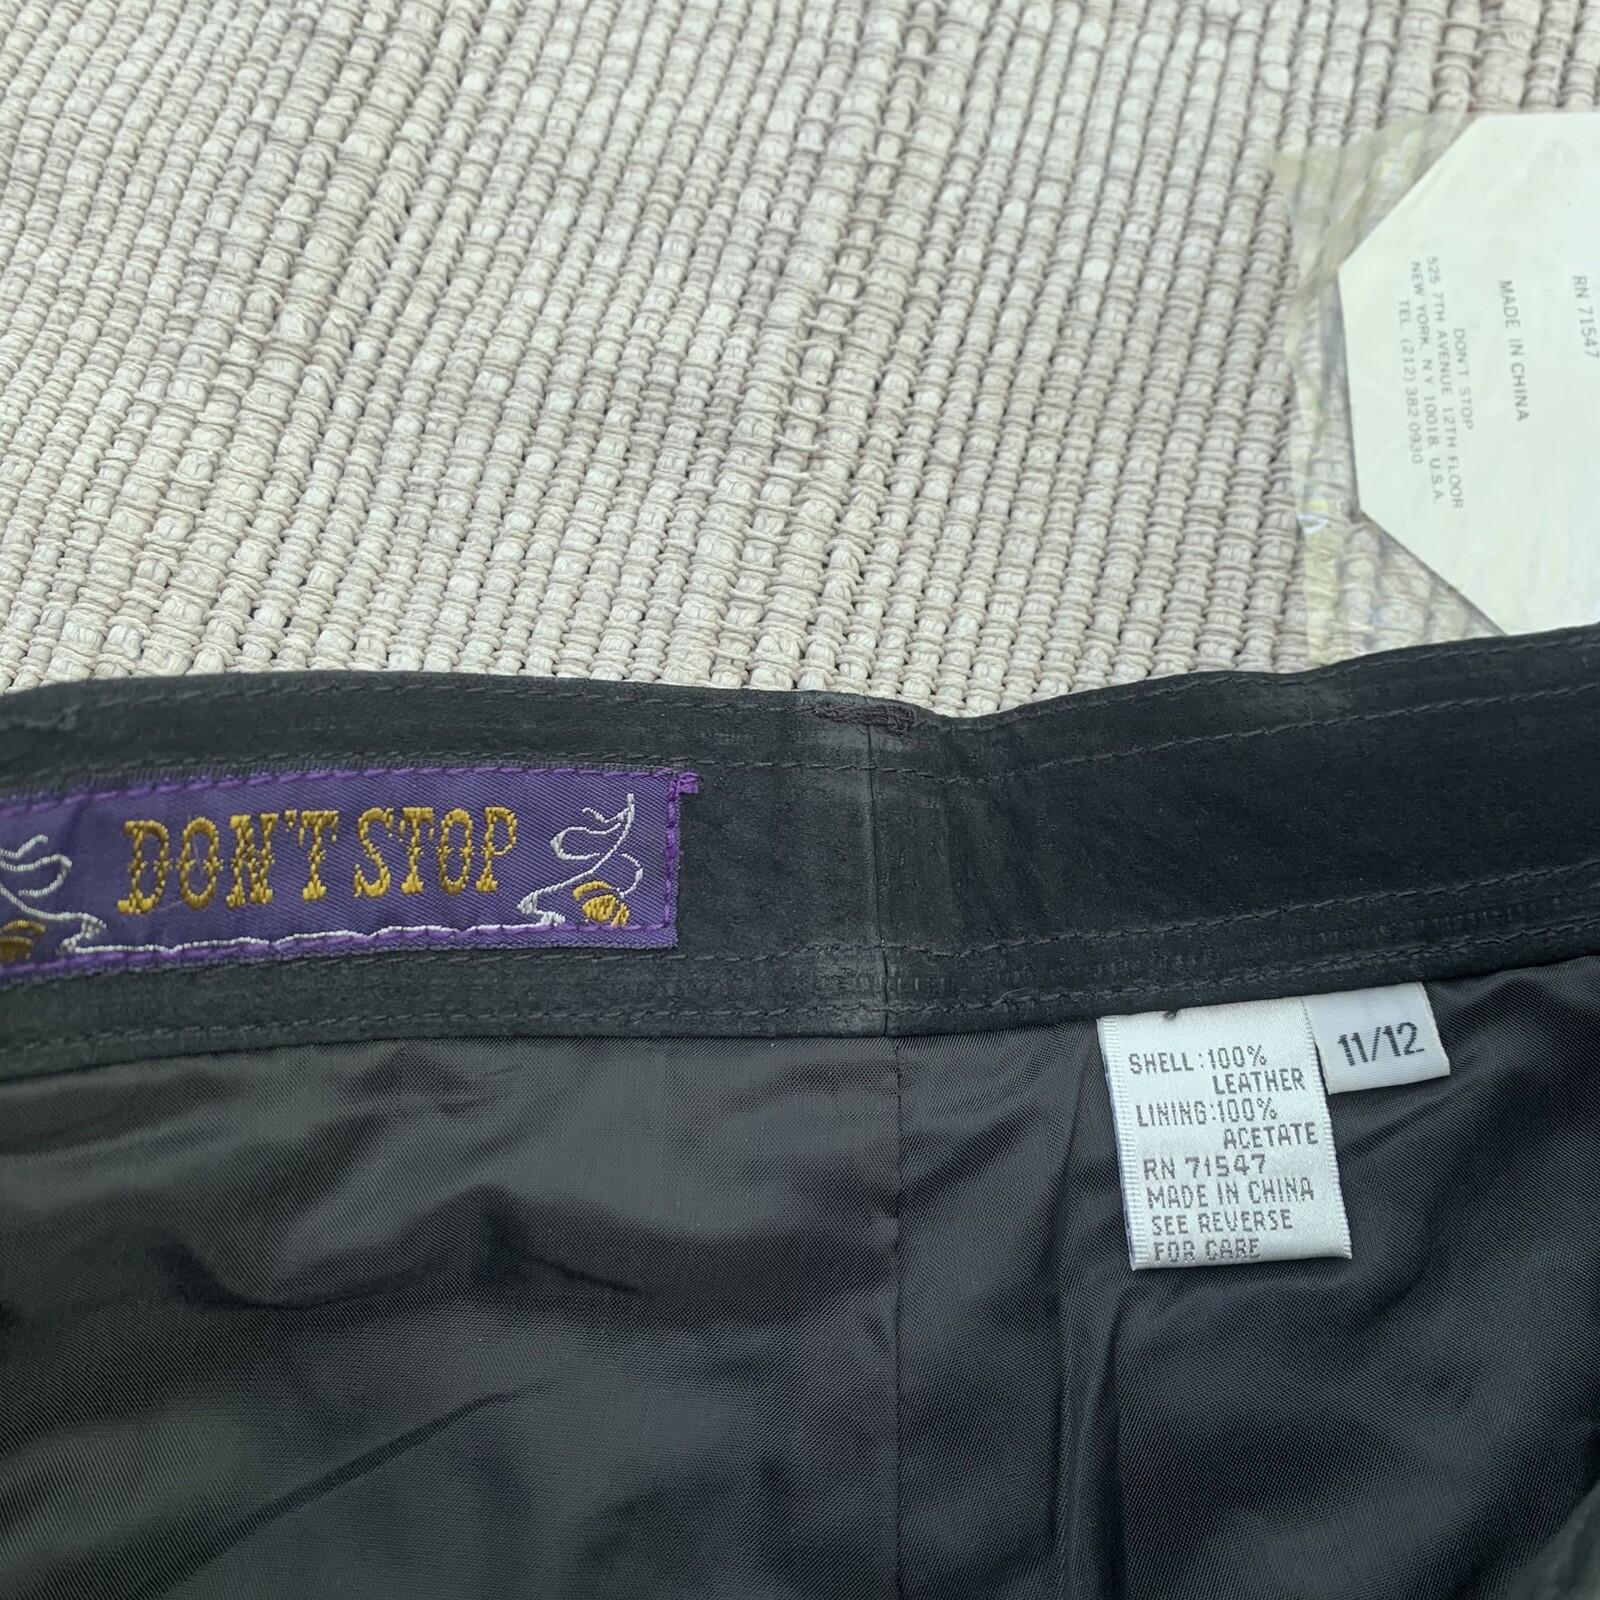 RN 71547
MADE IN CHINA
DON'T STOP
525 7TH AVENUE 12TH FLOOR
NEW YORK, N.Y 10018, U.S.A.
TEL. (212) 382 0930
DON'T STOP
11/12
SHELL:100%
LEATHER
LINING:100%
ACETATE
RN 71547
MADE IN CHINA
SEE REVERSE
FOR CARE